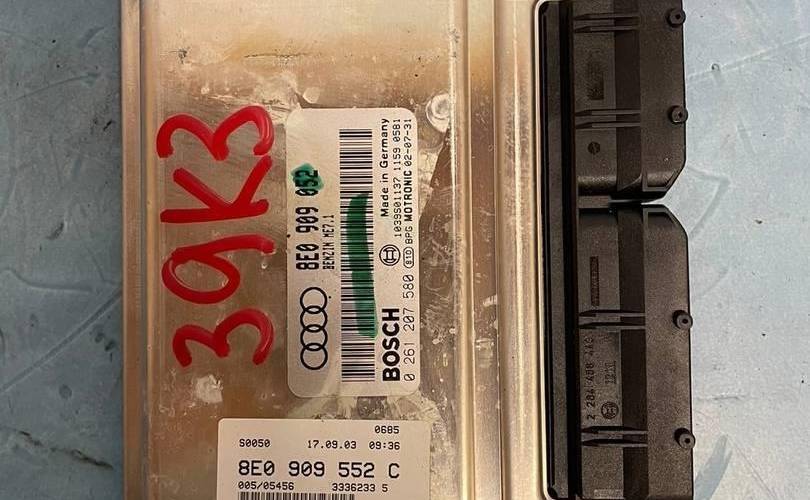 39K3
8E0 909 052
BENZIN ME7.1
BOSCH
Made in Germany
0 261 207 580
1039S01137 1159 0581
BPG MOTRONIC 02-07-31
0685
S0050 17.09.03 09:36
8E0 909 552 C
005/05456 3336233 5